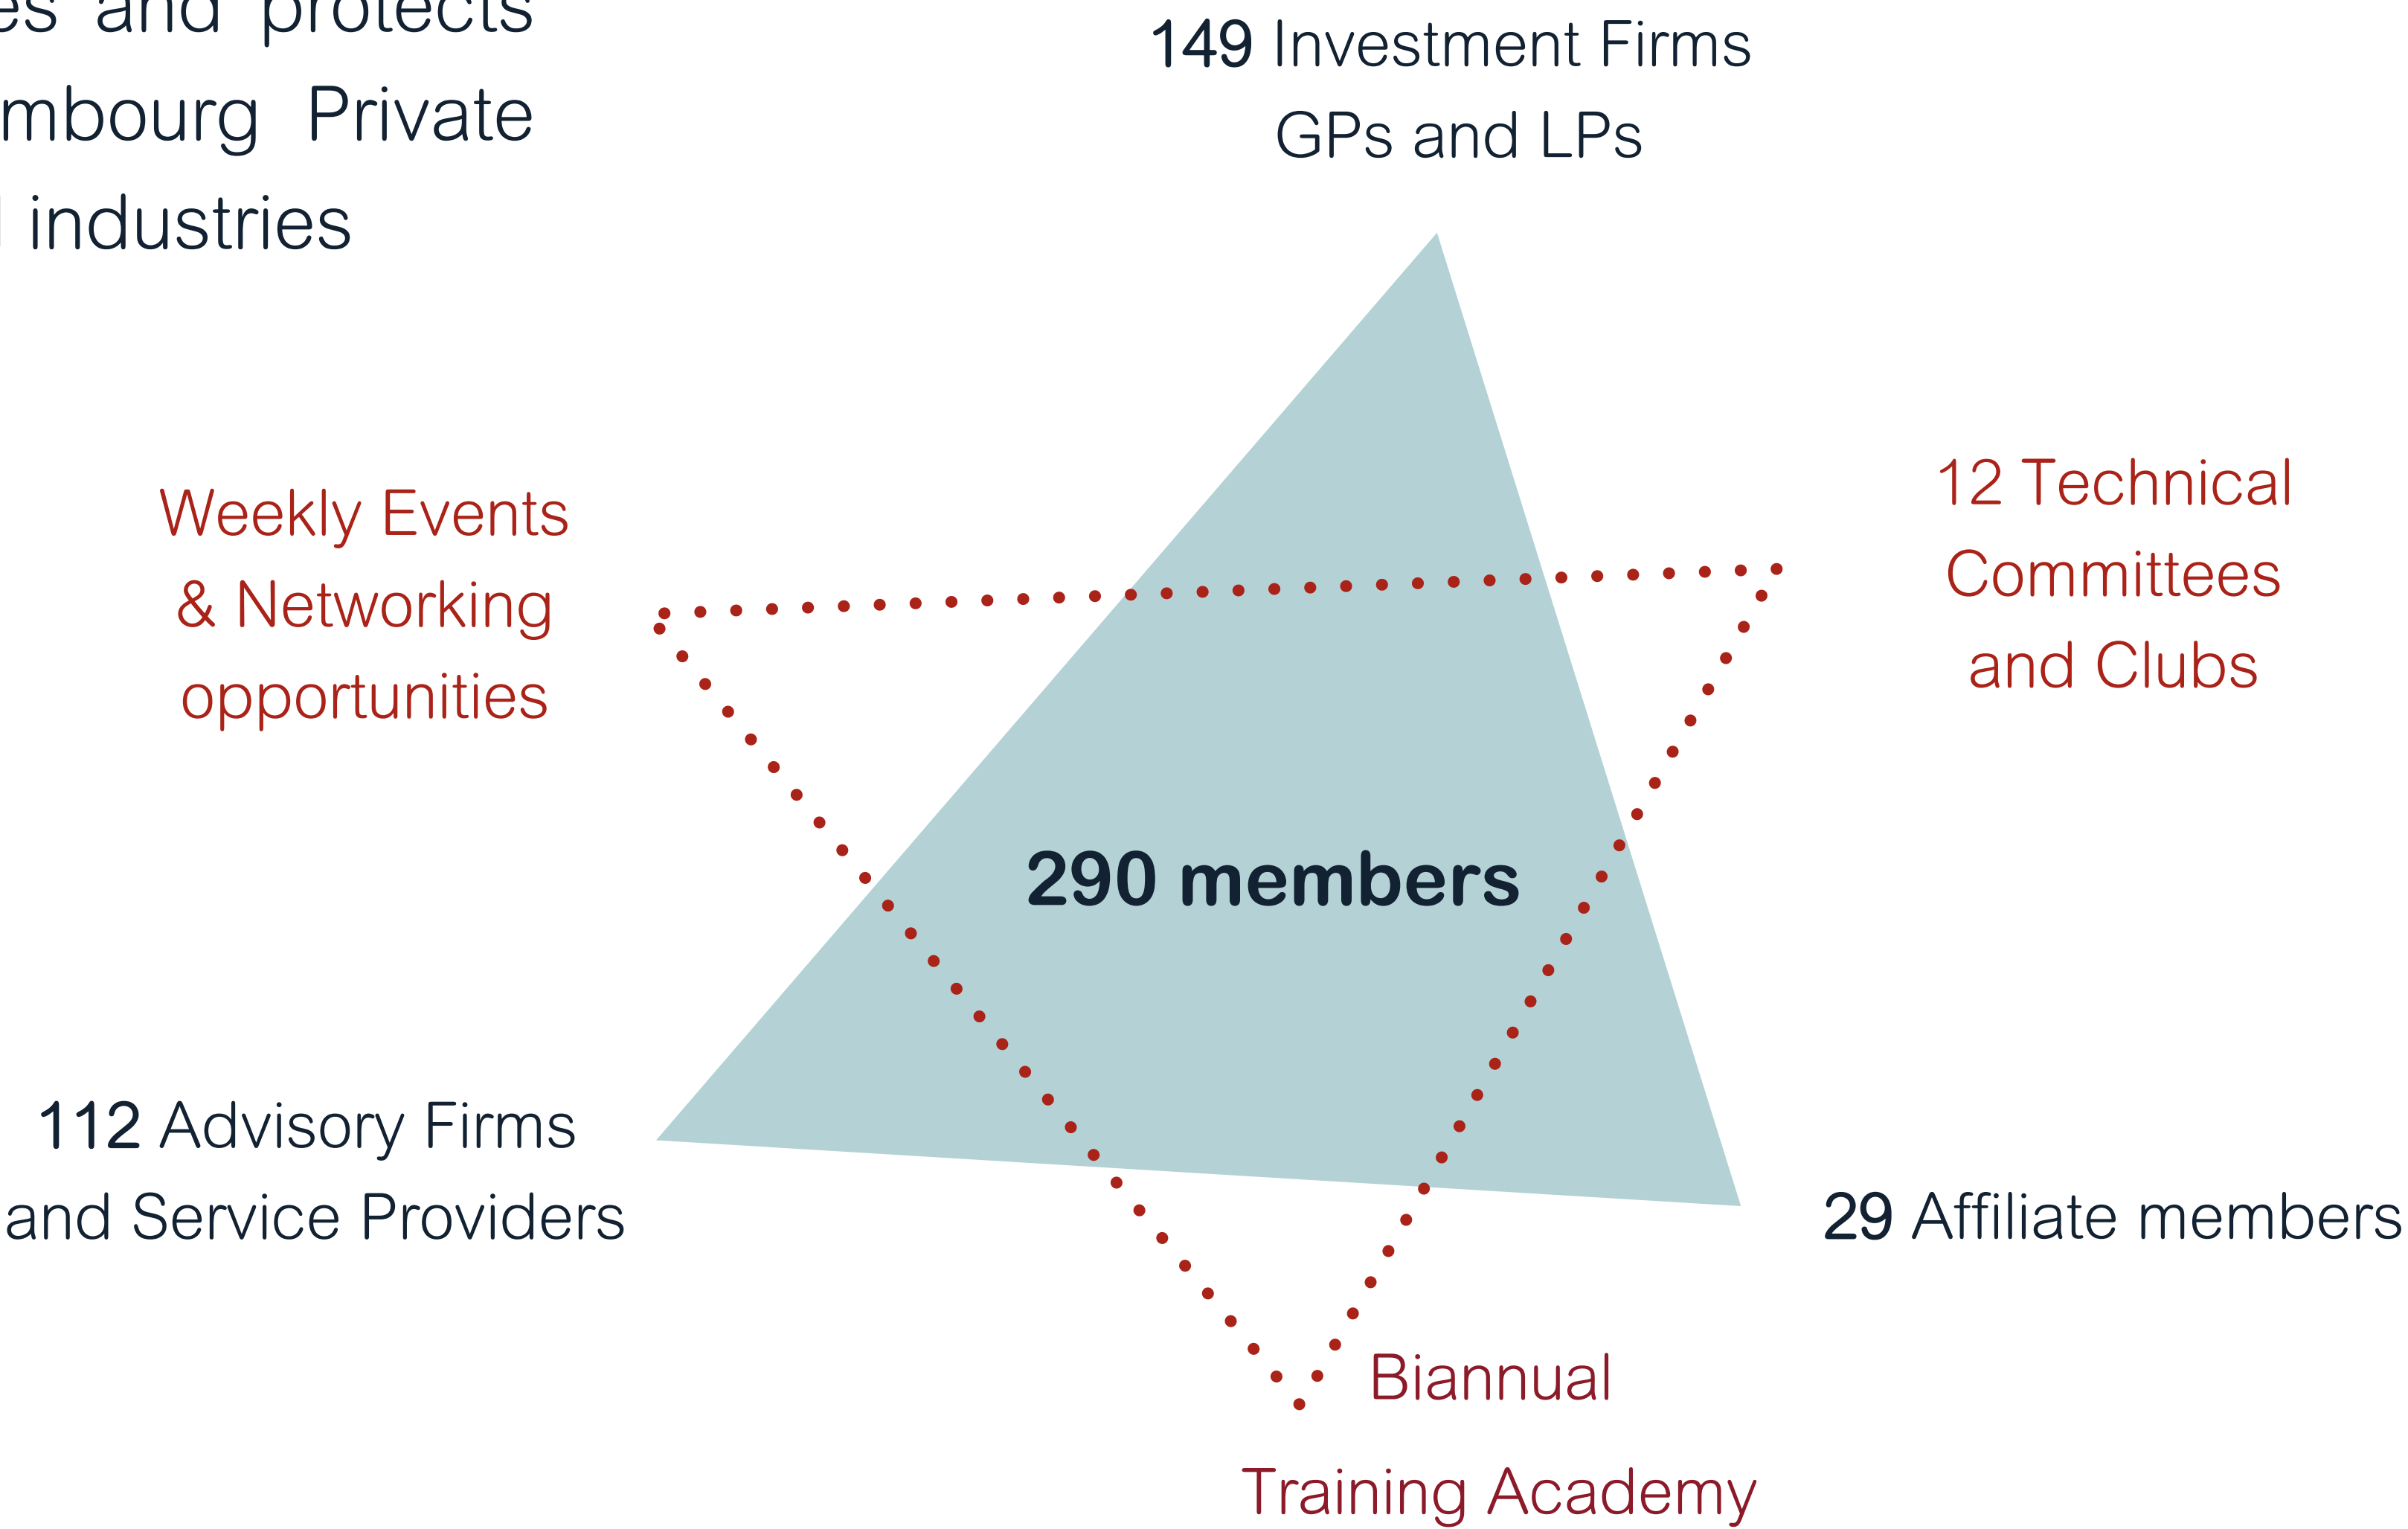 and protects
Private
industries
149 Investment Firms
GPs and LPs
Weekly Events
& Networking
opportunities
12 Technical
Committees
and Clubs
290 members
112 Advisory Firms
and Service Providers
29 Affiliate members
Biannual
Training Academy